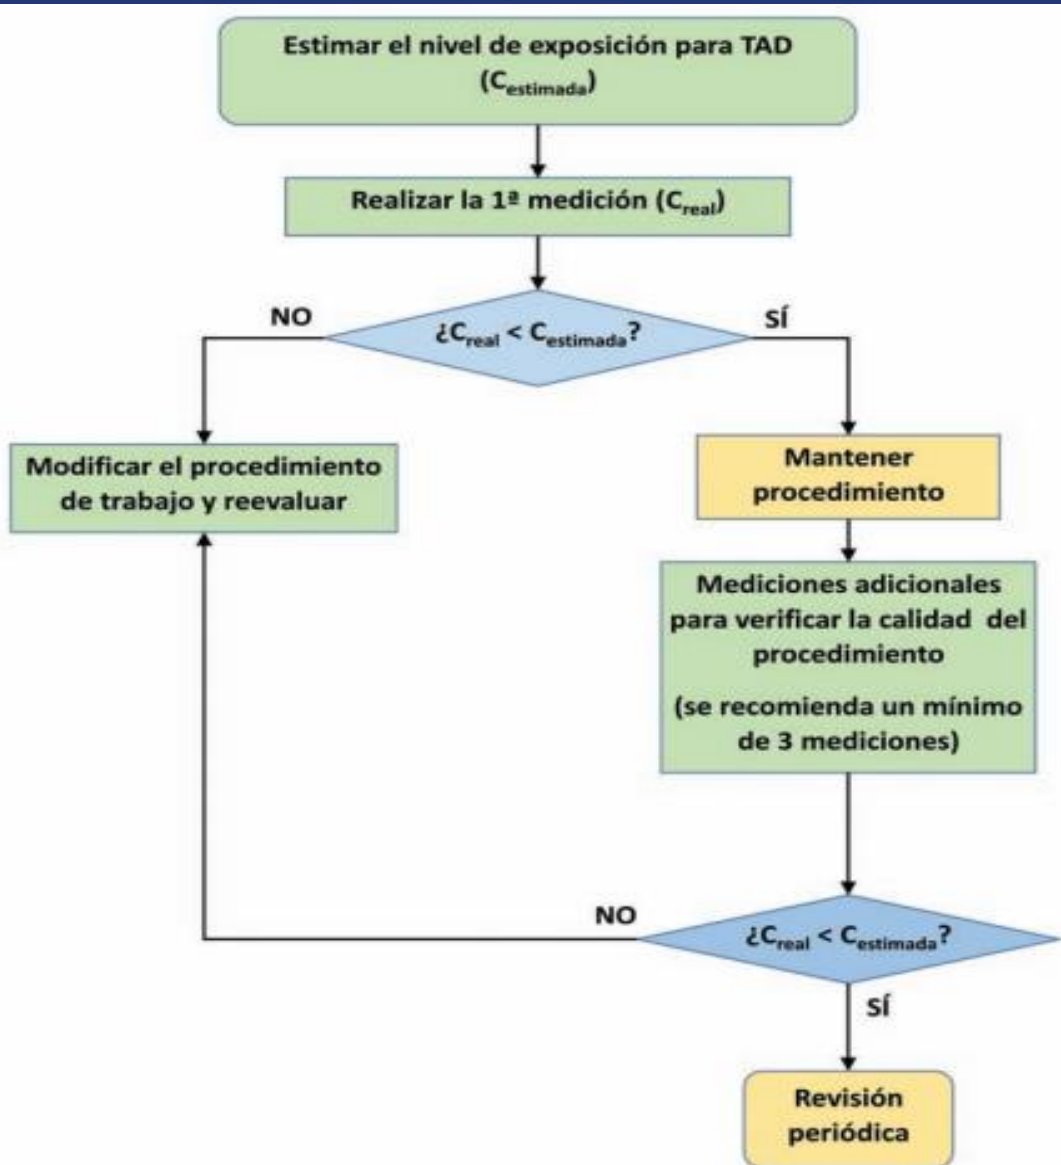 Estimar el nivel de exposición para TAD
(Cestimada)
Realizar la 1ª medición (Creal)
NO
¿Creal < Cestimada?
SÍ
Modificar el procedimiento
de trabajo y reevaluar
Mantener
procedimiento
Mediciones adicionales
para verificar la calidad del
procedimiento
(se recomienda un mínimo
de 3 mediciones)
NO
¿Creal < Cestimada?
SÍ
Revisión
periódica